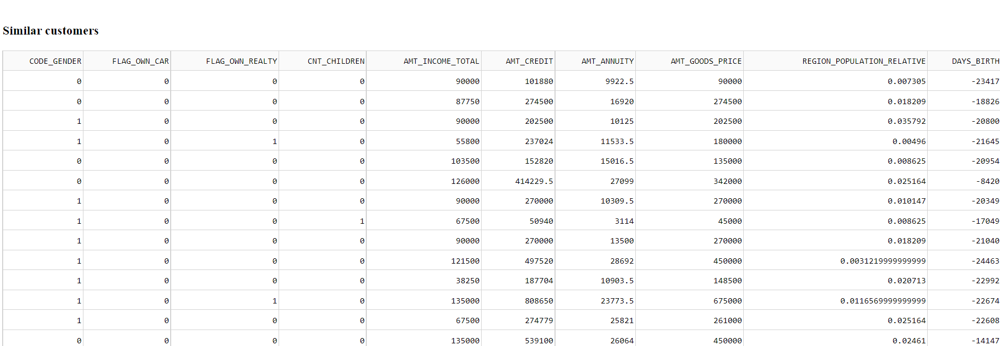 Similar customers
CODE_GENDER FLAG_OWN_CAR FLAG_OWN_REALTY CNT_CHILDREN AMT_INCOME_TOTAL AMT_CREDIT AMT_ANNUITY AMT_GOODS_PRICE REGION_POPULATION_RELATIVE DAYS_BIRTH
0 0 0 0 90000 101880 9922.5 90000 0.007305 -23417
0 0 0 0 87750 274500 16920 274500 0.018209 -18826
1 0 0 0 90000 202500 10125 202500 0.035792 -20800
1 0 1 0 55800 237024 11533.5 180000 0.00496 -21645
0 0 0 0 103500 152820 15016.5 135000 0.008625 -20954
0 0 0 0 126000 414229.5 27099 342000 0.025164 -8420
1 0 0 0 90000 270000 10309.5 270000 0.010147 -20349
1 0 0 1 67500 50940 3114 45000 0.008625 -17049
1 0 0 0 90000 270000 13500 270000 0.018209 -21040
1 0 0 0 121500 497520 28692 450000 0.0031219999999999 -24463
1 0 0 0 38250 187704 10903.5 148500 0.020713 -22992
1 0 1 0 135000 808650 23773.5 675000 0.0116569999999999 -22674
1 0 0 0 67500 274779 25821 261000 0.025164 -22608
0 0 0 0 135000 539100 26064 450000 0.02461 -14147